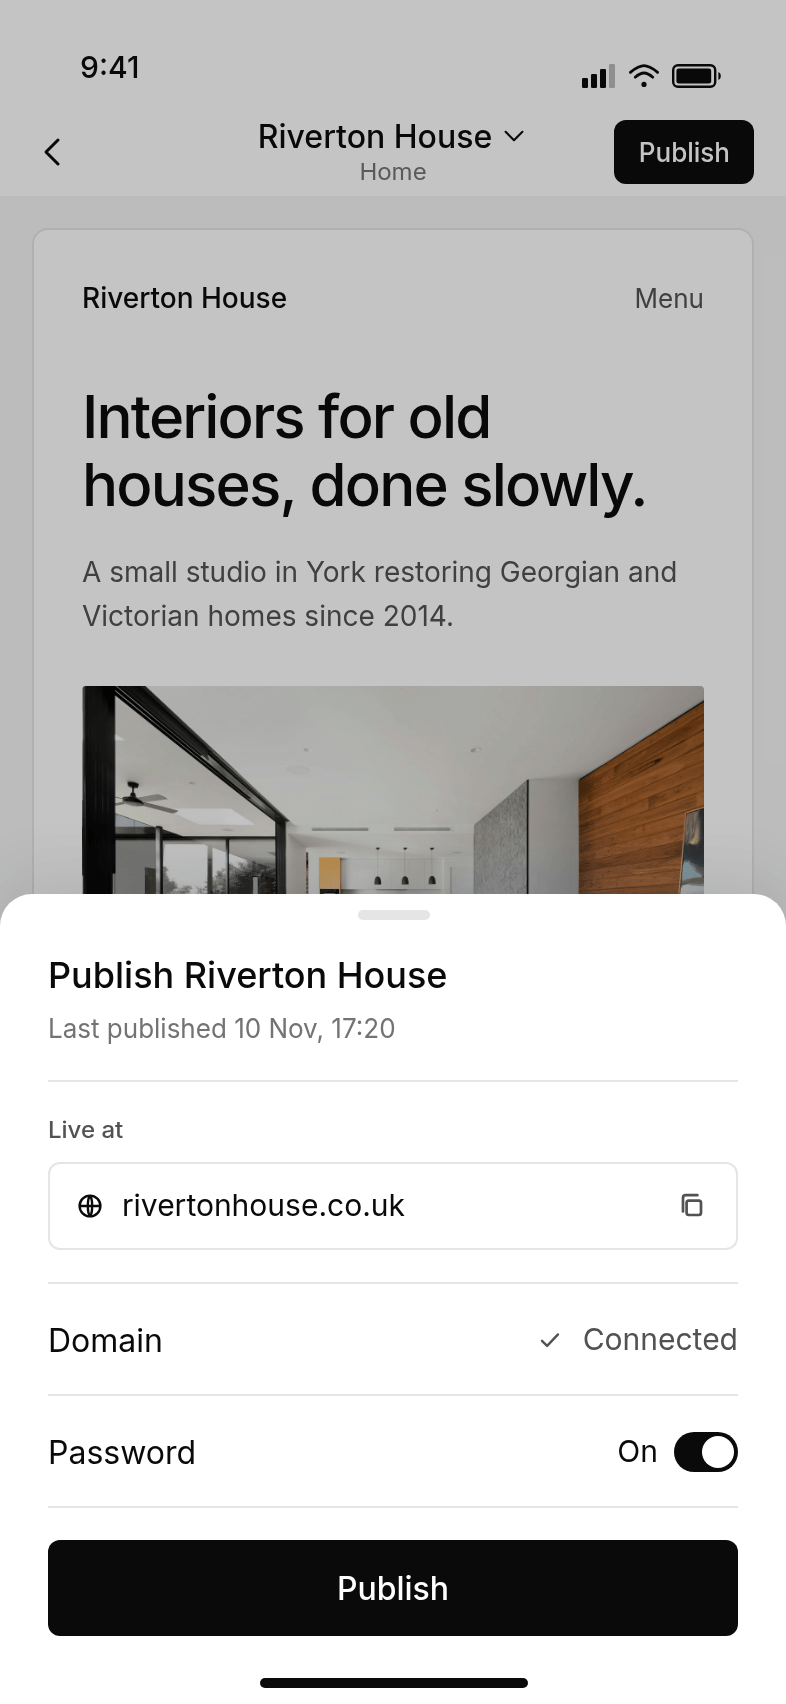 9:41
Riverton House
Home
Publish
Riverton House
Menu
Interiors for old
houses, done slowly.
A small studio in York restoring Georgian and
Victorian homes since 2014.
Publish Riverton House
Last published 10 Nov, 17:20
Live at
rivertonhouse.co.uk
Domain
Connected
Password
On
Publish